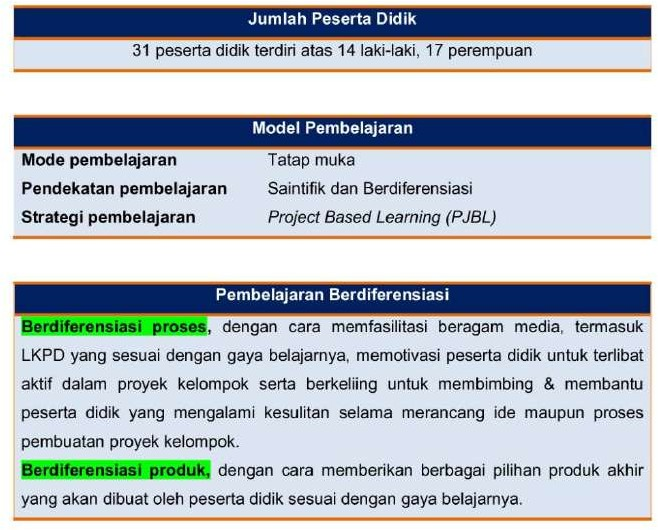 Jumlah Peserta Didik
31 peserta didik terdiri atas 14 laki-laki, 17 perempuan
Model Pembelajaran
Mode pembelajaran Tatap muka
Pendekatan pembelajaran Saintifik dan Berdiferensiasi
Strategi pembelajaran Project Based Learning (PJBL)
Pembelajaran Berdiferensiasi
Berdiferensiasi proses, dengan cara memfasilitasi beragam media, termasuk
LKPD yang sesuai dengan gaya belajarnya, memotivasi peserta didik untuk terlibat
aktif dalam proyek kelompok serta berkeliing untuk membimbing & membantu
peserta didik yang mengalami kesulitan selama merancang ide maupun proses
pembuatan proyek kelompok.
Berdiferensiasi produk, dengan cara memberikan berbagai pilihan produk akhir
yang akan dibuat oleh peserta didik sesuai dengan gaya belajarnya.